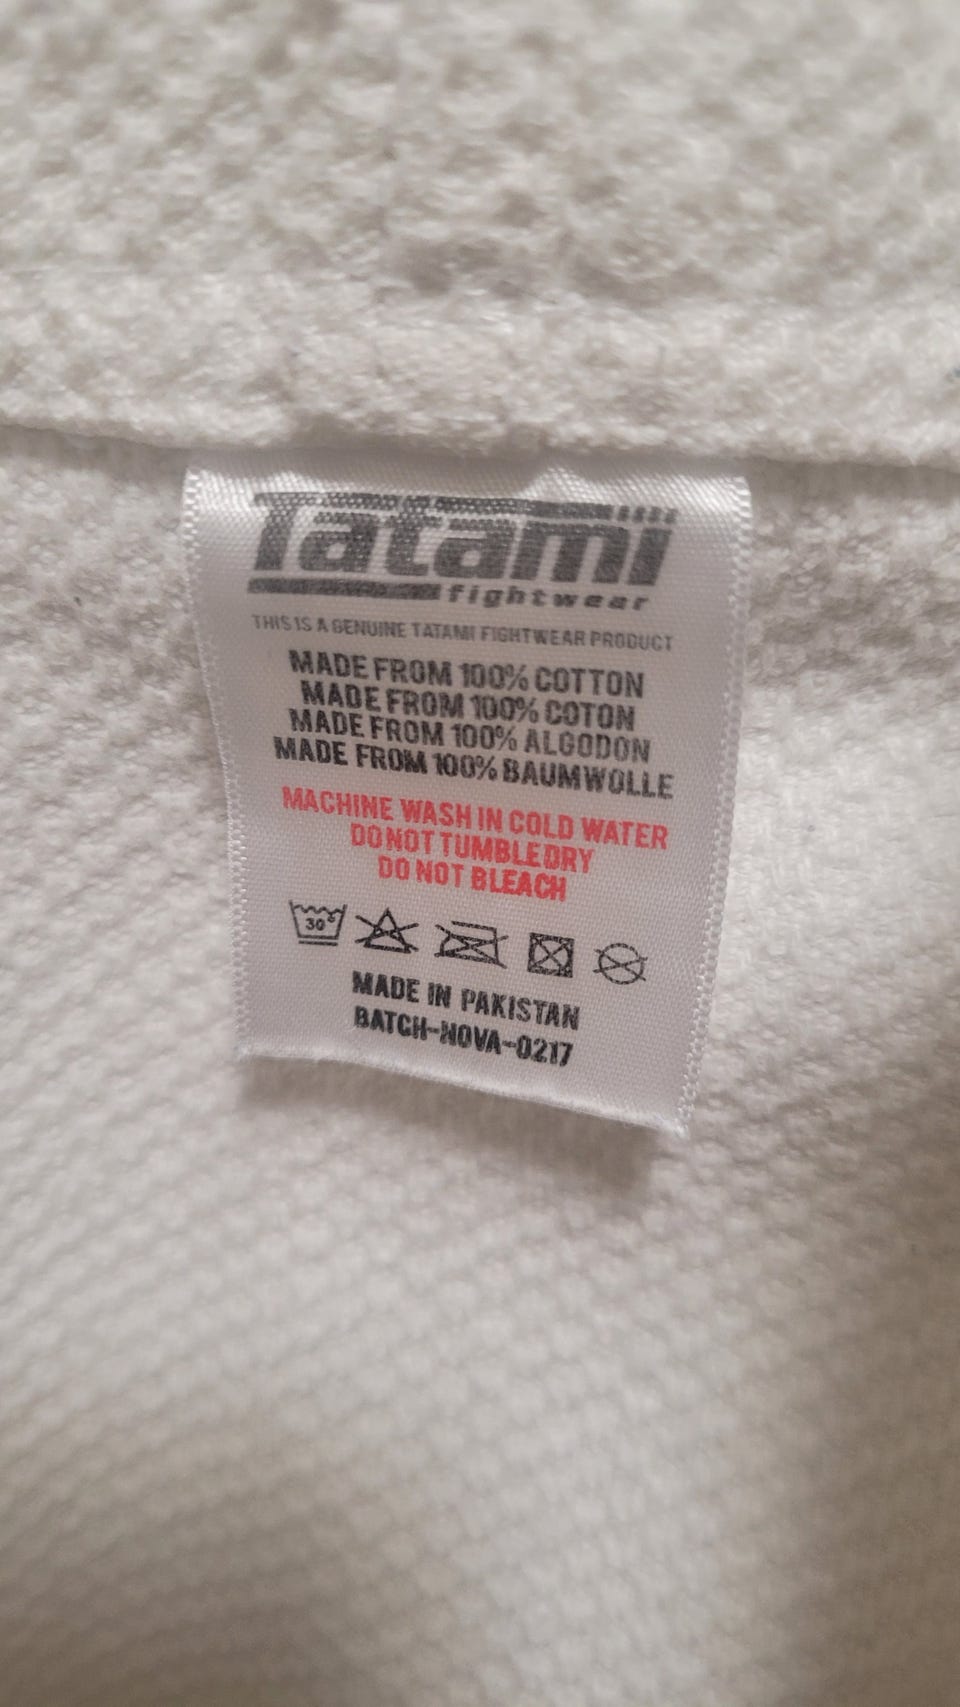 Tatami
fightwear
THIS IS A GENUINE TATAMI FIGHTWEAR PRODUCT
MADE FROM 100% COTTON
MADE FROM 100% COTON
MADE FROM 100% ALGODON
MADE FROM 100% BAUMWOLLE
MACHINE WASH IN COLD WATER
DO NOT TUMBLE DRY
DO NOT BLEACH
30°
MADE IN PAKISTAN
BATCH-NOVA-0217